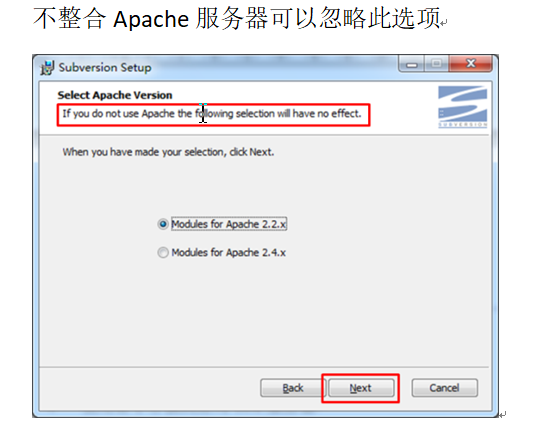 不整合 Apache 服务器可以忽略此选项
Subversion Setup
Select Apache Version
If you do not use Apache the following selection will have no effect.
SUBVERSION
When you have made your selection, click Next.
Modules for Apache 2.2.x
Modules for Apache 2.4.x
Back
Next
Cancel